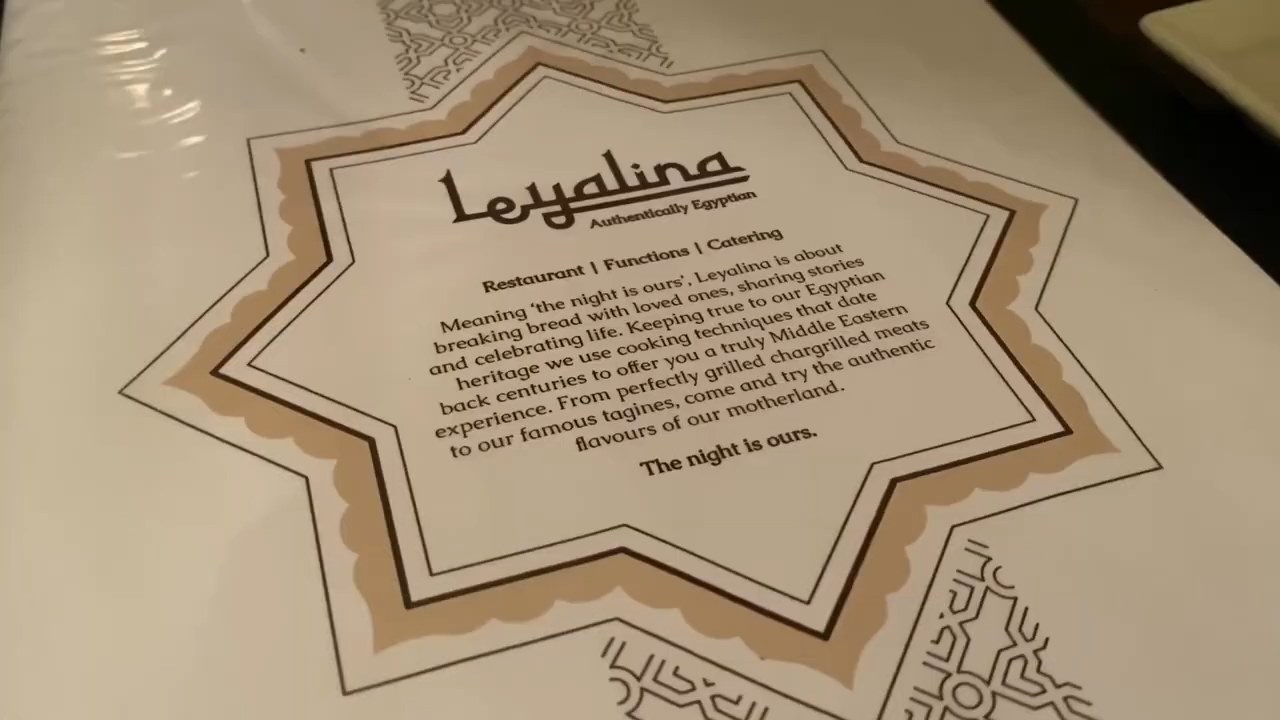 Leyalina
Authentically Egyptian
Restaurant | Functions | Catering
Meaning 'the night is ours', Leyalina is about
breaking bread with loved ones, sharing stories
and celebrating life. Keeping true to our Egyptian
heritage we use cooking techniques that date
back centuries to offer you a truly Middle Eastern
experience. From perfectly grilled chargrilled meats
to our famous tagines, come and try the authentic
flavours of our motherland.
The night is ours.